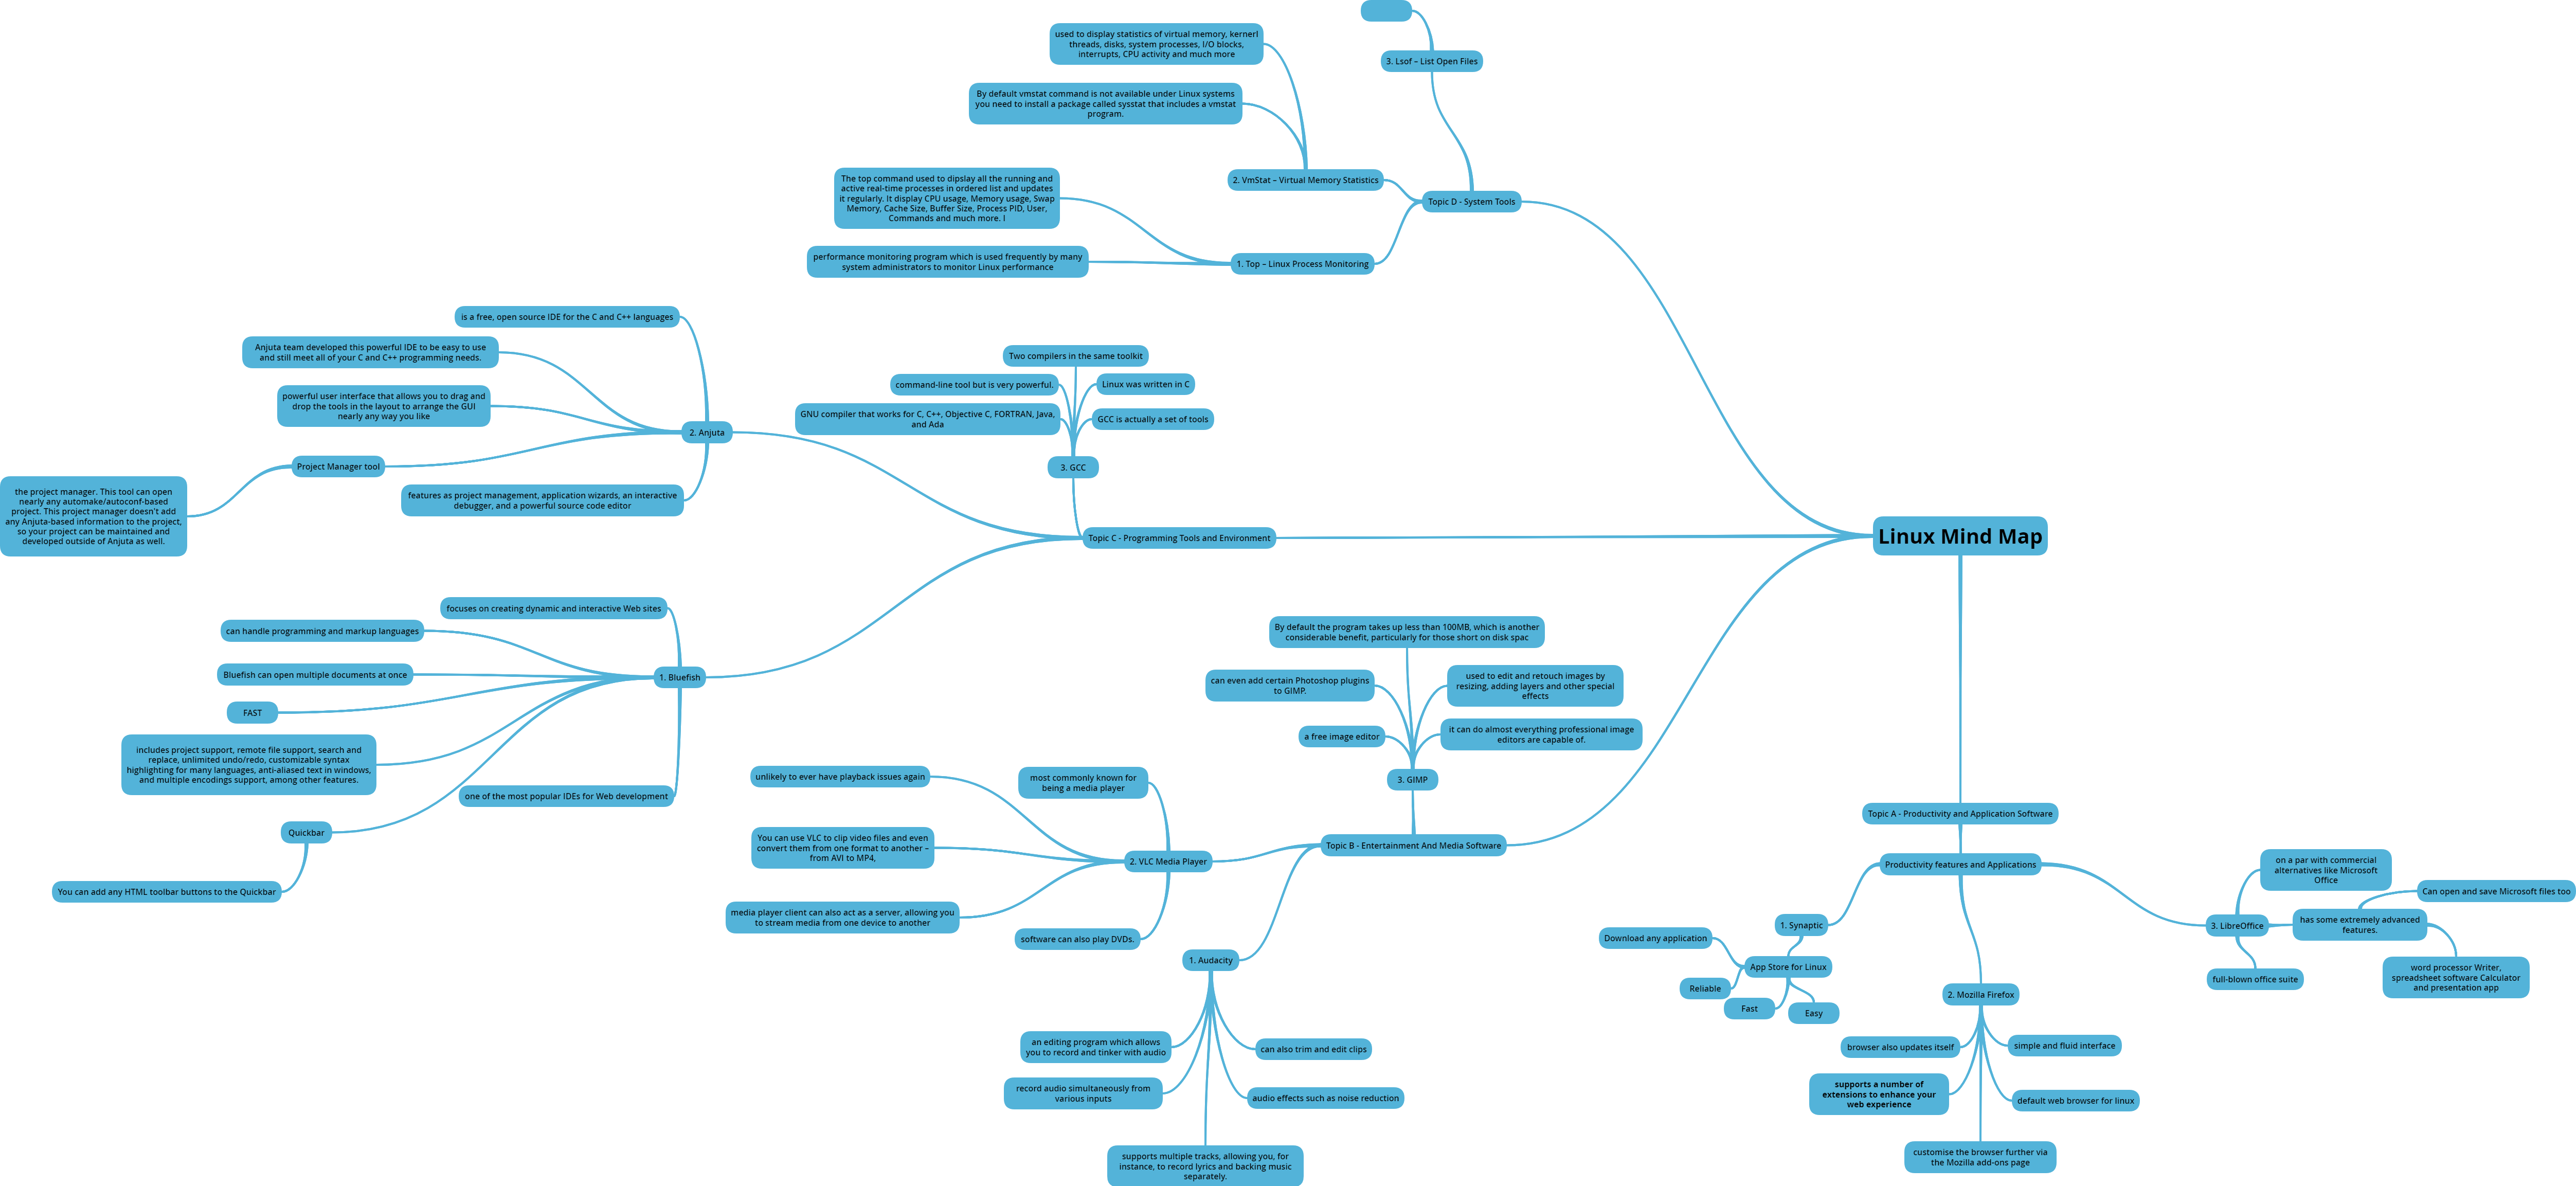 Linux Mind Map
Topic D - System Tools
3. Lsof – List Open Files
2. VmStat – Virtual Memory Statistics
used to display statistics of virtual memory, kernerl
threads, disks, system processes, I/O blocks,
interrupts, CPU activity and much more
By default vmstat command is not available under Linux systems
you need to install a package called sysstat that includes a vmstat
program.
1. Top – Linux Process Monitoring
The top command used to dipslay all the running and
active real-time processes in ordered list and updates
it regularly. It display CPU usage, Memory usage, Swap
Memory, Cache Size, Buffer Size, Process PID, User,
Commands and much more. I
performance monitoring program which is used frequently by many
system administrators to monitor Linux performance
Topic C - Programming Tools and Environment
3. GCC
Two compilers in the same toolkit
command-line tool but is very powerful.
Linux was written in C
GNU compiler that works for C, C++, Objective C, FORTRAN, Java,
and Ada
GCC is actually a set of tools
2. Anjuta
is a free, open source IDE for the C and C++ languages
Anjuta team developed this powerful IDE to be easy to use
and still meet all of your C and C++ programming needs.
powerful user interface that allows you to drag and
drop the tools in the layout to arrange the GUI
nearly any way you like
Project Manager tool
the project manager. This tool can open
nearly any automake/autoconf-based
project. This project manager doesn't add
any Anjuta-based information to the project,
so your project can be maintained and
developed outside of Anjuta as well.
features as project management, application wizards, an interactive
debugger, and a powerful source code editor
1. Bluefish
focuses on creating dynamic and interactive Web sites
can handle programming and markup languages
Bluefish can open multiple documents at once
FAST
includes project support, remote file support, search and
replace, unlimited undo/redo, customizable syntax
highlighting for many languages, anti-aliased text in windows,
and multiple encodings support, among other features.
one of the most popular IDEs for Web development
Quickbar
You can add any HTML toolbar buttons to the Quickbar
Topic B - Entertainment And Media Software
3. GIMP
By default the program takes up less than 100MB, which is another
considerable benefit, particularly for those short on disk spac
can even add certain Photoshop plugins
to GIMP.
used to edit and retouch images by
resizing, adding layers and other special
effects
a free image editor
it can do almost everything professional image
editors are capable of.
2. VLC Media Player
most commonly known for
being a media player
unlikely to ever have playback issues again
You can use VLC to clip video files and even
convert them from one format to another –
from AVI to MP4,
media player client can also act as a server, allowing you
to stream media from one device to another
software can also play DVDs.
1. Audacity
an editing program which allows
you to record and tinker with audio
can also trim and edit clips
record audio simultaneously from
various inputs
audio effects such as noise reduction
supports multiple tracks, allowing you, for
instance, to record lyrics and backing music
separately.
Topic A - Productivity and Application Software
Productivity features and Applications
1. Synaptic
App Store for Linux
Download any application
Reliable
Fast
Easy
2. Mozilla Firefox
browser also updates itself
simple and fluid interface
supports a number of
extensions to enhance your
web experience
default web browser for linux
customise the browser further via
the Mozilla add-ons page
3. LibreOffice
on a par with commercial
alternatives like Microsoft
Office
has some extremely advanced
features.
Can open and save Microsoft files too
word processor Writer,
spreadsheet software Calculator
and presentation app
full-blown office suite